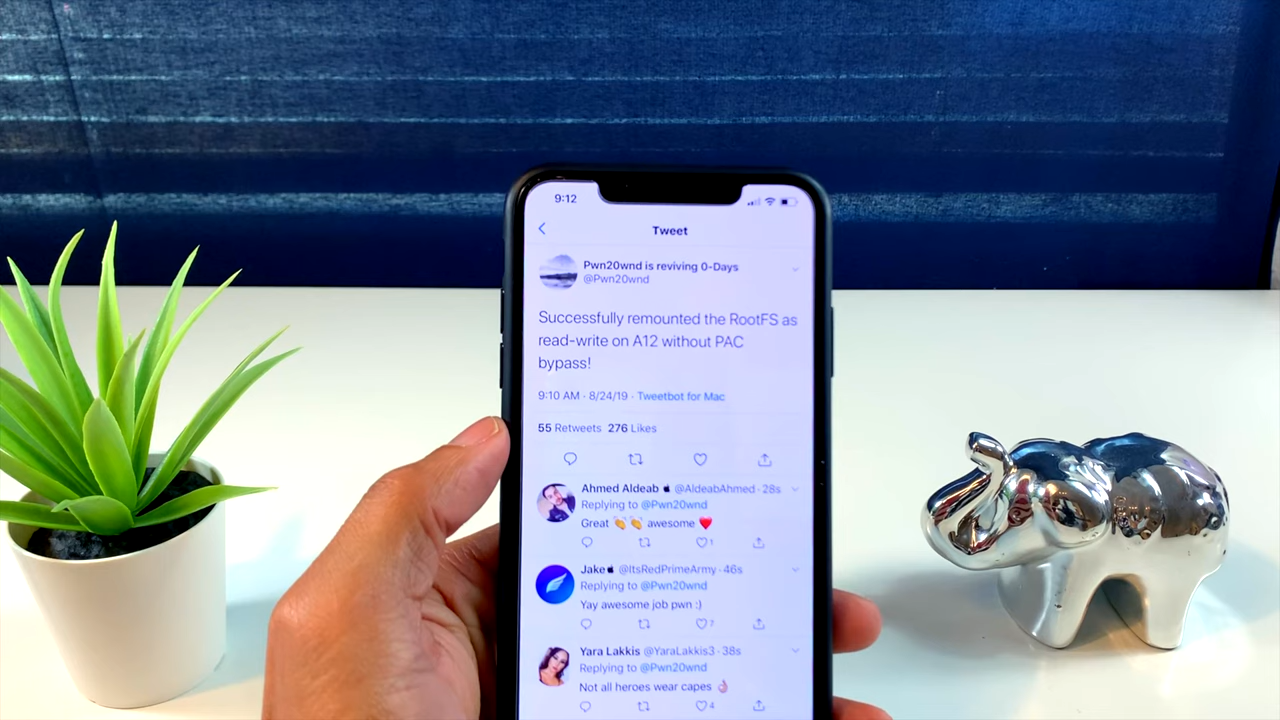 9:12
Tweet
Pwn20wnd is reviving 0-Days
@Pwn20wnd
Successfully remounted the RootFS as
read-write on A12 without PAC
bypass!
9:10 AM · 8/24/19 · Tweetbot for Mac
55 Retweets 276 Likes
Ahmed Aldeab  @AldeabAhmed · 28s
Replying to @Pwn20wnd
Great 👏👏 awesome ❤️
1
Jake @ItsRedPrimeArmy · 46s
Replying to @Pwn20wnd
Yay awesome job pwn :)
7
Yara Lakkis @YaraLakkis3 · 38s
Replying to @Pwn20wnd
Not all heroes wear capes 👌
4